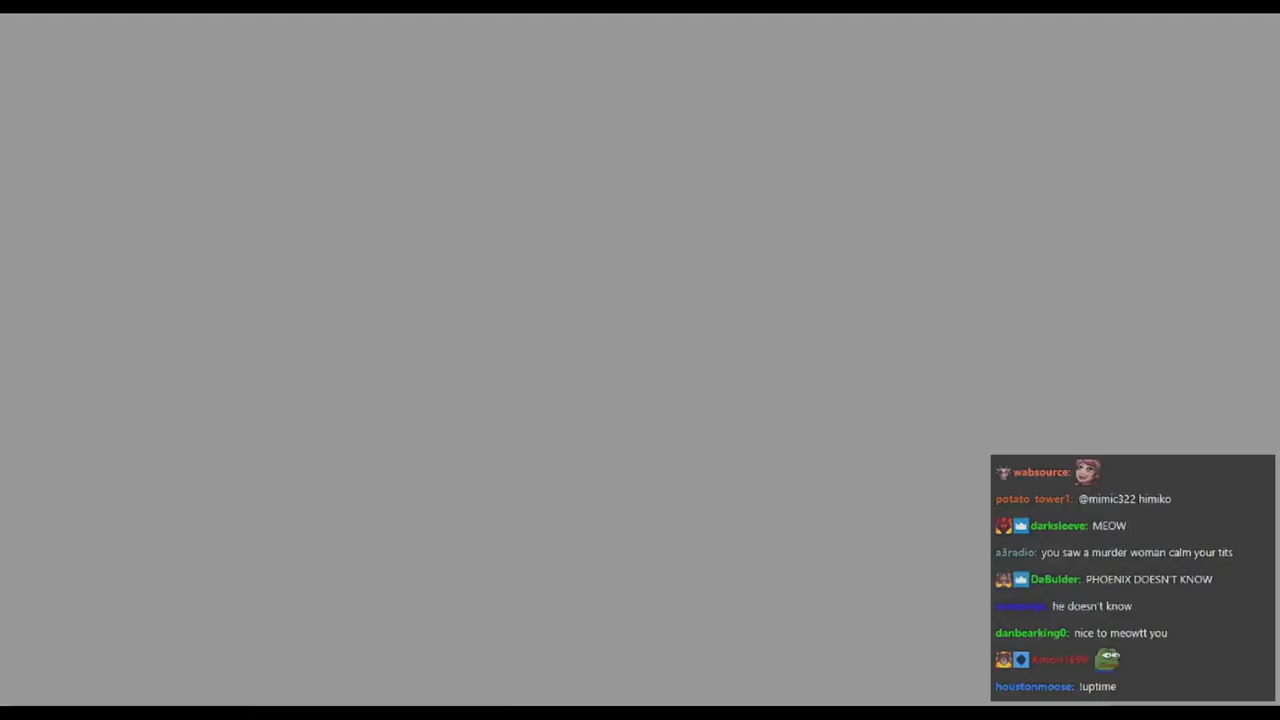 wabsource:
potato_tower1: @mimic322 himiko
darksleeve: MEOW
a3radio: you saw a murder woman calm your tits
DaBulder: PHOENIX DOESN'T KNOW
he doesn't know
danbearking0: nice to meowtt you
houstonmoose: !uptime